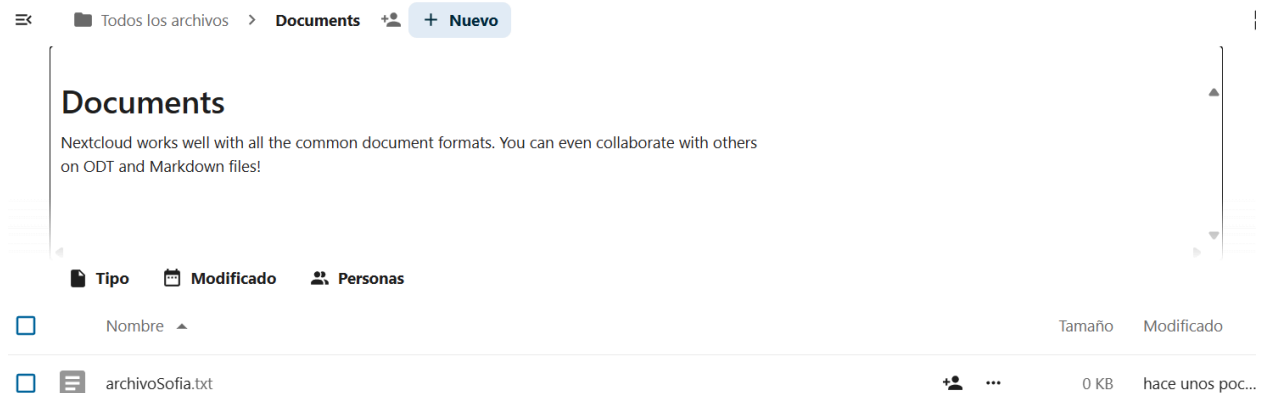 Todos los archivos > Documents + Nuevo
Documents
Nextcloud works well with all the common document formats. You can even collaborate with others
on ODT and Markdown files!
Tipo Modificado Personas
Nombre Tamaño Modificado
archivoSofia.txt 0 KB hace unos poc...